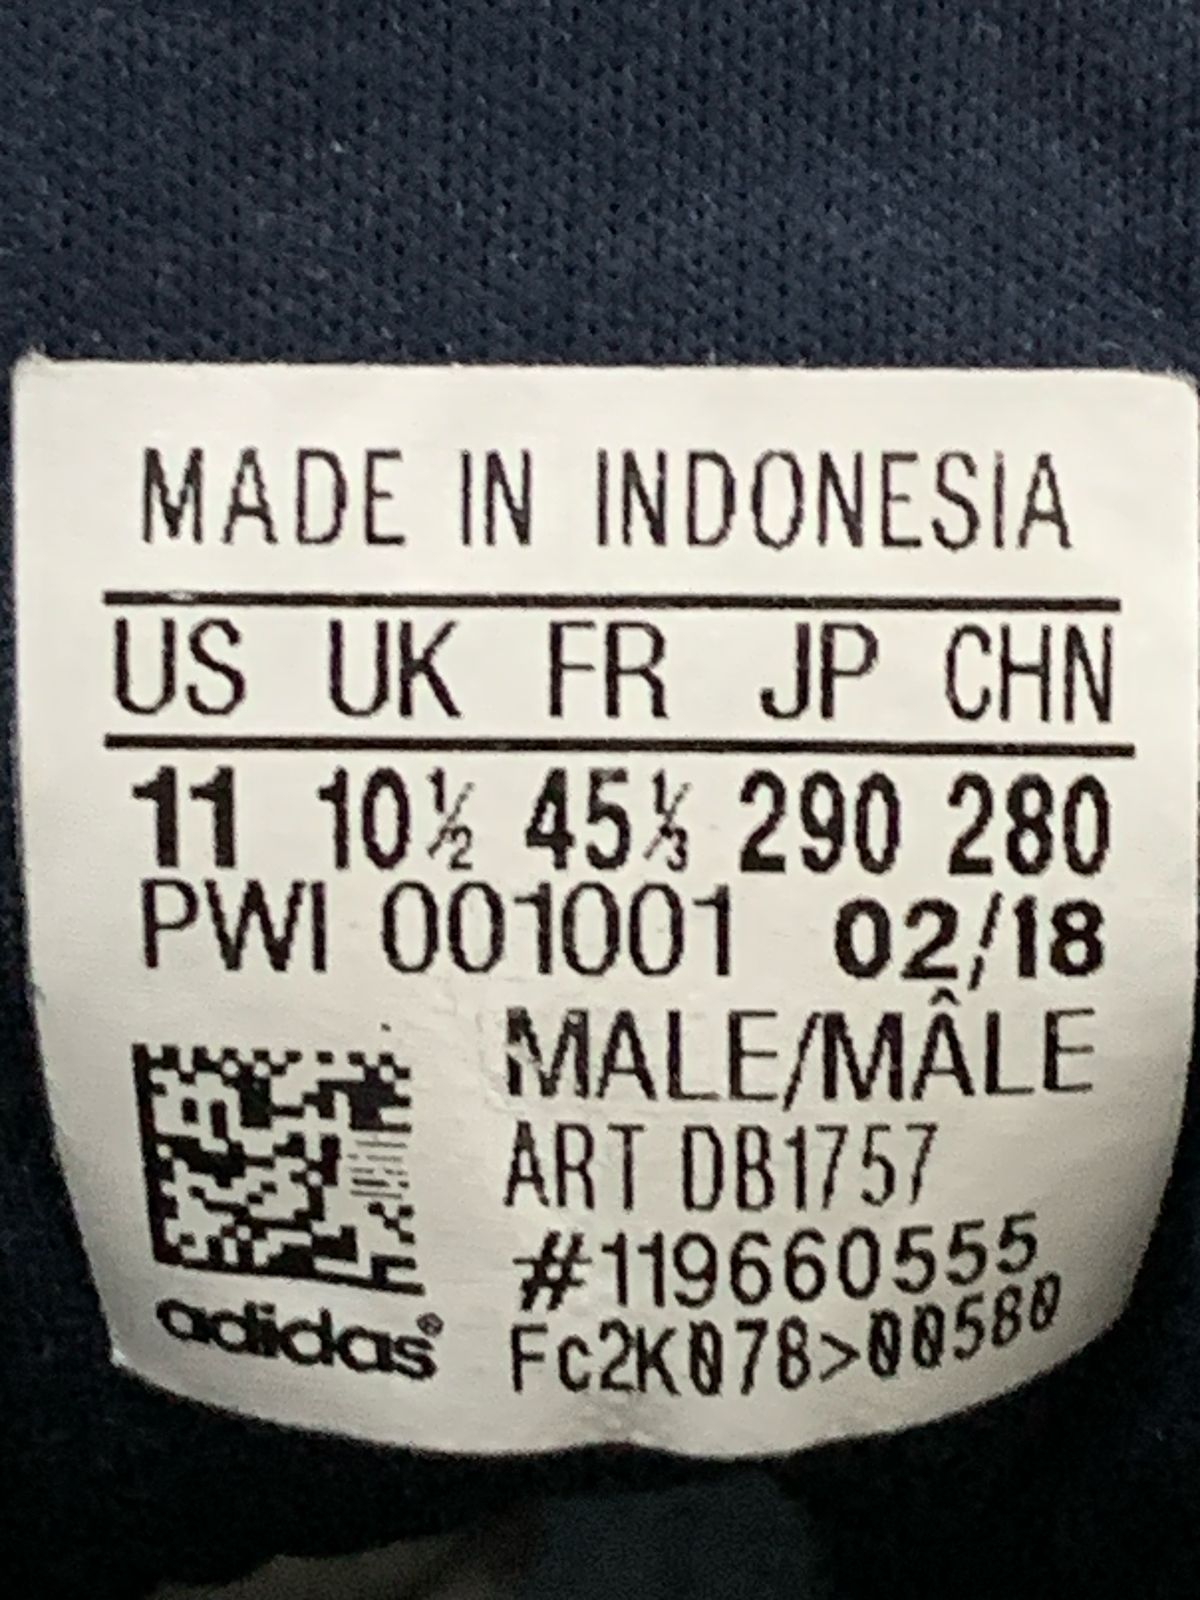 MADE IN INDONESIA
US UK FR JP CHN
11 10½ 45⅓ 290 280
PWI 001001 02/18
MALE/MÂLE
ART DB1757
#119660555
Fc2K078>00580
adidas®